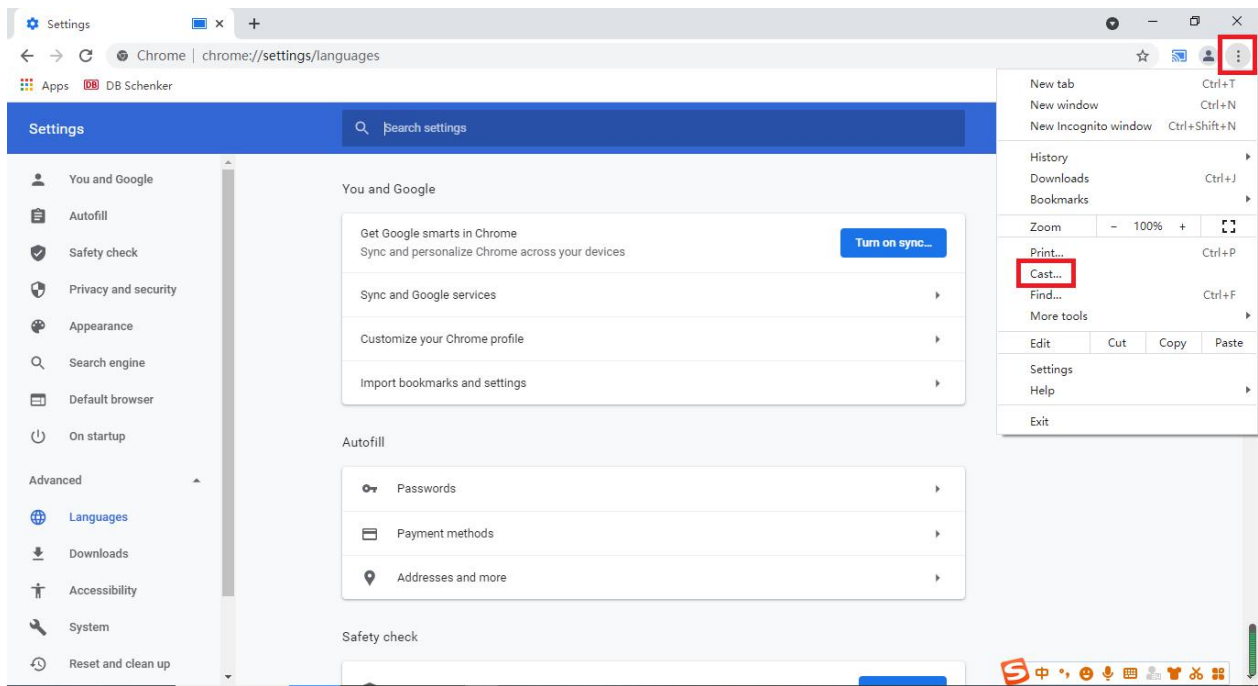 Settings
Chrome | chrome://settings/languages
Apps DB DB Schenker
Settings
Search settings
You and Google
Autofill
Safety check
Privacy and security
Appearance
Search engine
Default browser
On startup
Advanced
Languages
Downloads
Accessibility
System
Reset and clean up
You and Google
Get Google smarts in Chrome
Sync and personalize Chrome across your devices
Turn on sync...
Sync and Google services
Customize your Chrome profile
Import bookmarks and settings
Autofill
Passwords
Payment methods
Addresses and more
Safety check
New tab Ctrl+T
New window Ctrl+N
New Incognito window Ctrl+Shift+N
History
Downloads Ctrl+J
Bookmarks
Zoom - 100% +
Print... Ctrl+P
Cast...
Find... Ctrl+F
More tools
Edit Cut Copy Paste
Settings
Help
Exit
S 中 °,